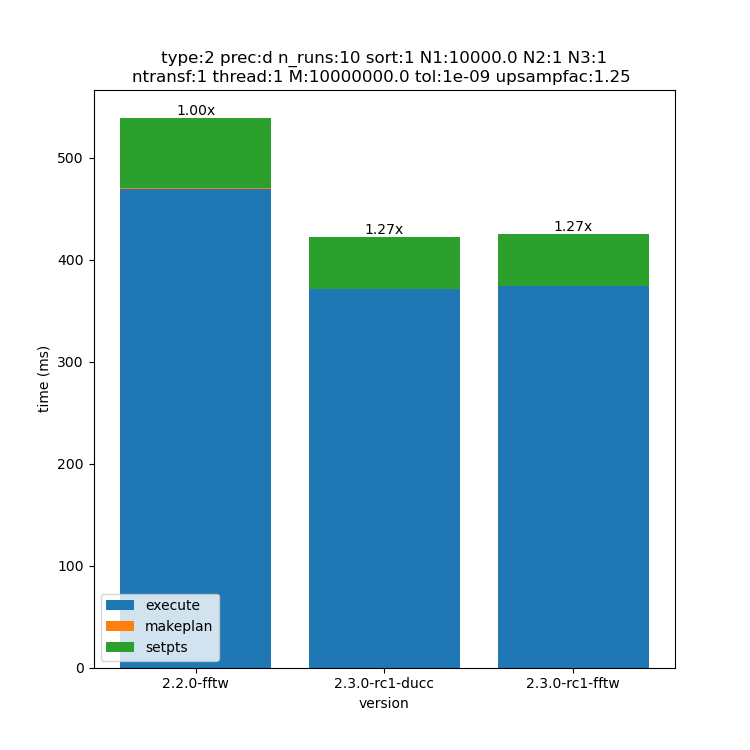 type:2 prec:d n_runs:10 sort:1 N1:10000.0 N2:1 N3:1
ntransf:1 thread:1 M:10000000.0 tol:1e-09 upsampfac:1.25
1.00x
1.27x
1.27x
500
400
300
200
100
0
time (ms)
execute
makeplan
setpts
2.2.0-fftw
2.3.0-rc1-ducc
2.3.0-rc1-fftw
version